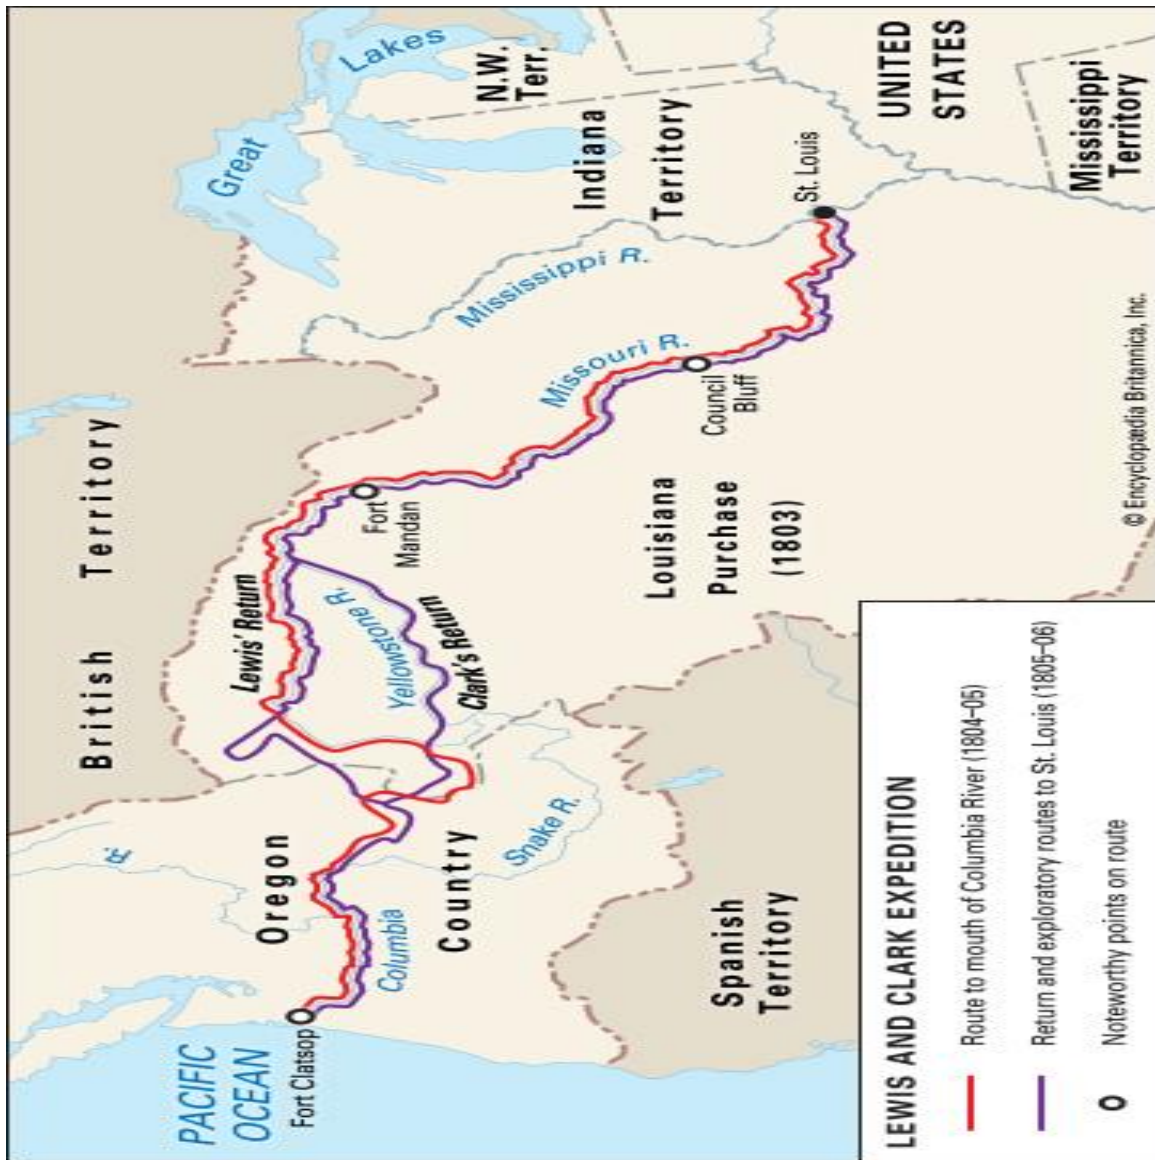 British Territory
Great
Lakes
PACIFIC
OCEAN
Fort Clatsop
Oregon
Country
R.
Columbia
Snake R.
Lewis' Return
Yellowstone R.
Clark's Return
Fort
Mandan
Missouri R.
Mississippi R.
N.W.
Terr.
Indiana
Territory
Council
Bluff
St. Louis
UNITED
STATES
Louisiana
Purchase
(1803)
Spanish
Territory
Mississippi
Territory
LEWIS AND CLARK EXPEDITION
Route to mouth of Columbia River (1804–05)
Return and exploratory routes to St. Louis (1805–06)
Noteworthy points on route
© Encyclopædia Britannica, Inc.